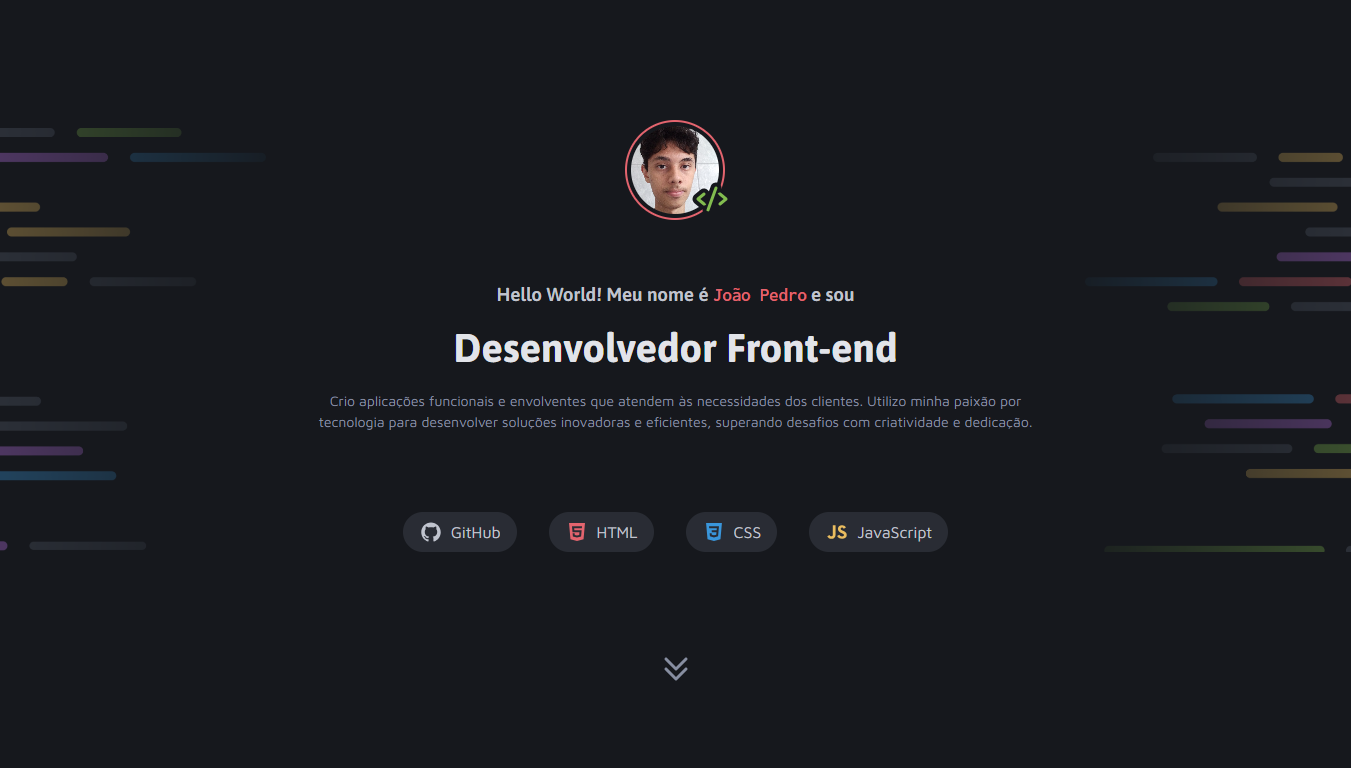 </>
Hello World! Meu nome é João Pedro e sou
Desenvolvedor Front-end
Crio aplicações funcionais e envolventes que atendem às necessidades dos clientes. Utilizo minha paixão por
tecnologia para desenvolver soluções inovadoras e eficientes, superando desafios com criatividade e dedicação.
GitHub HTML CSS JS JavaScript